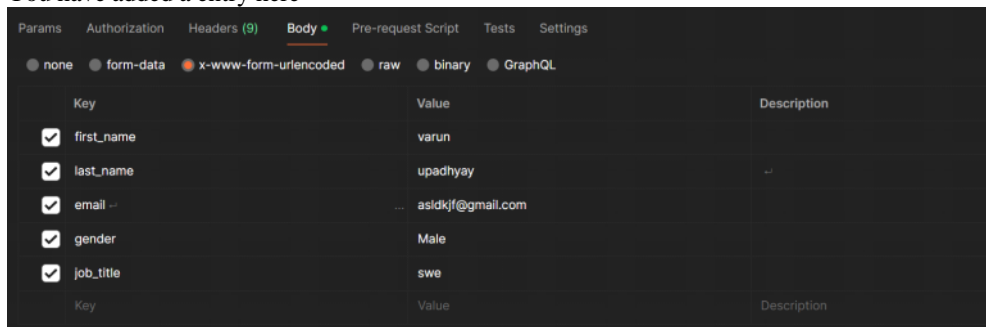 You have added a entry here
Params Authorization Headers (9) Body Pre-request Script Tests Settings
none form-data x-www-form-urlencoded raw binary GraphQL
Key Value Description
first_name varun
last_name upadhyay ↵
email ↵ ... asldkjf@gmail.com
gender Male
job_title swe
Key Value Description